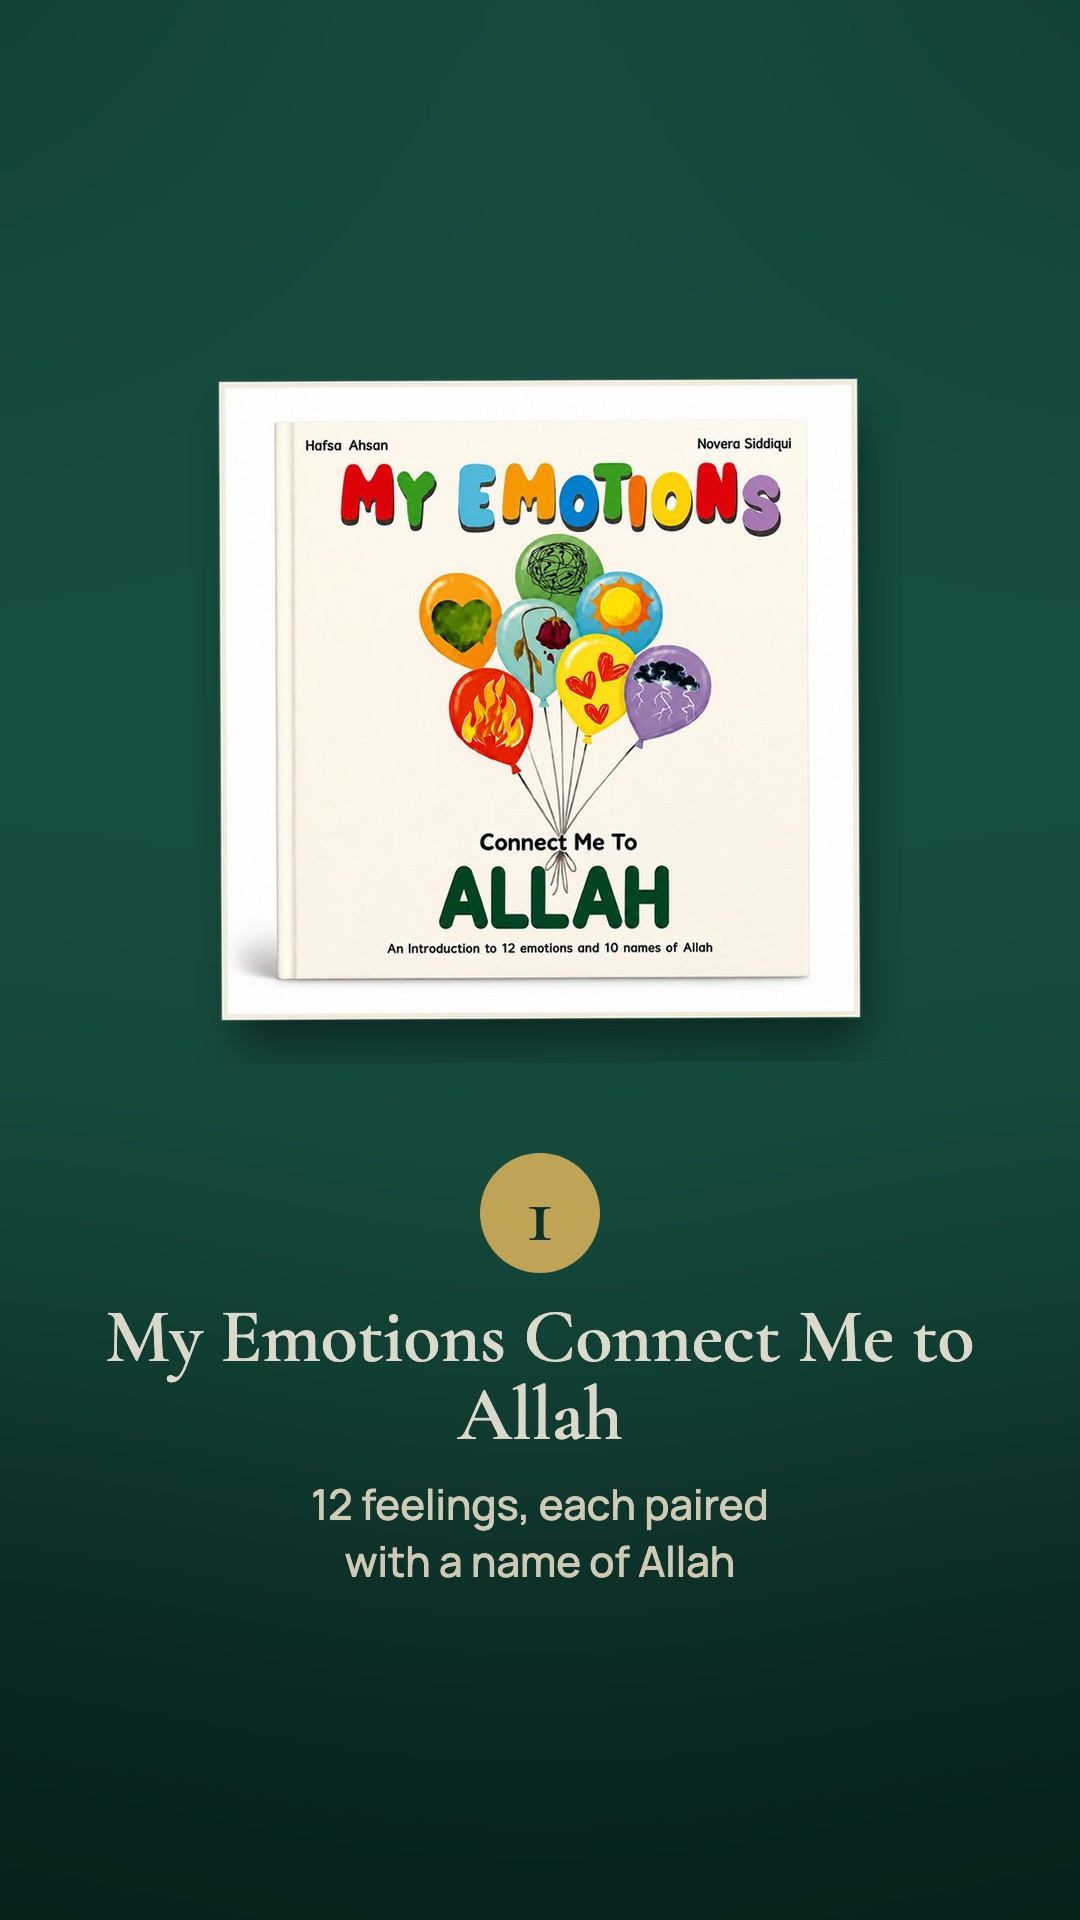 Hafsa Ahsan
Novera Siddiqui
MY EMOTIONS
Connect Me To
ALLAH
An Introduction to 12 emotions and 10 names of Allah
1
My Emotions Connect Me to
Allah
12 feelings, each paired
with a name of Allah